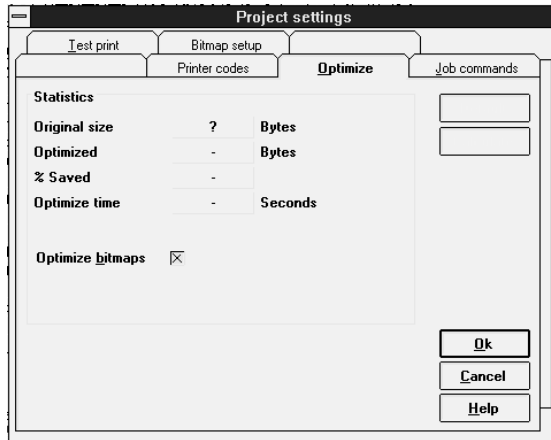 Project settings
Test print Bitmap setup
Printer codes Optimize Job commands
Statistics
Original size ? Bytes
Optimized - Bytes
% Saved -
Optimize time - Seconds
Optimize bitmaps
Ok
Cancel
Help